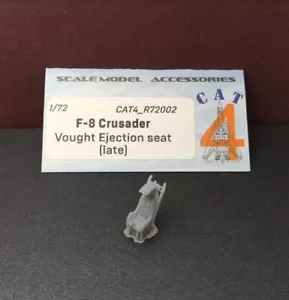 SCALE MODEL ACCESSORIES
1/72 CAT4_R72002
CAT
4
F-8 Crusader
Vought Ejection seat
(late)